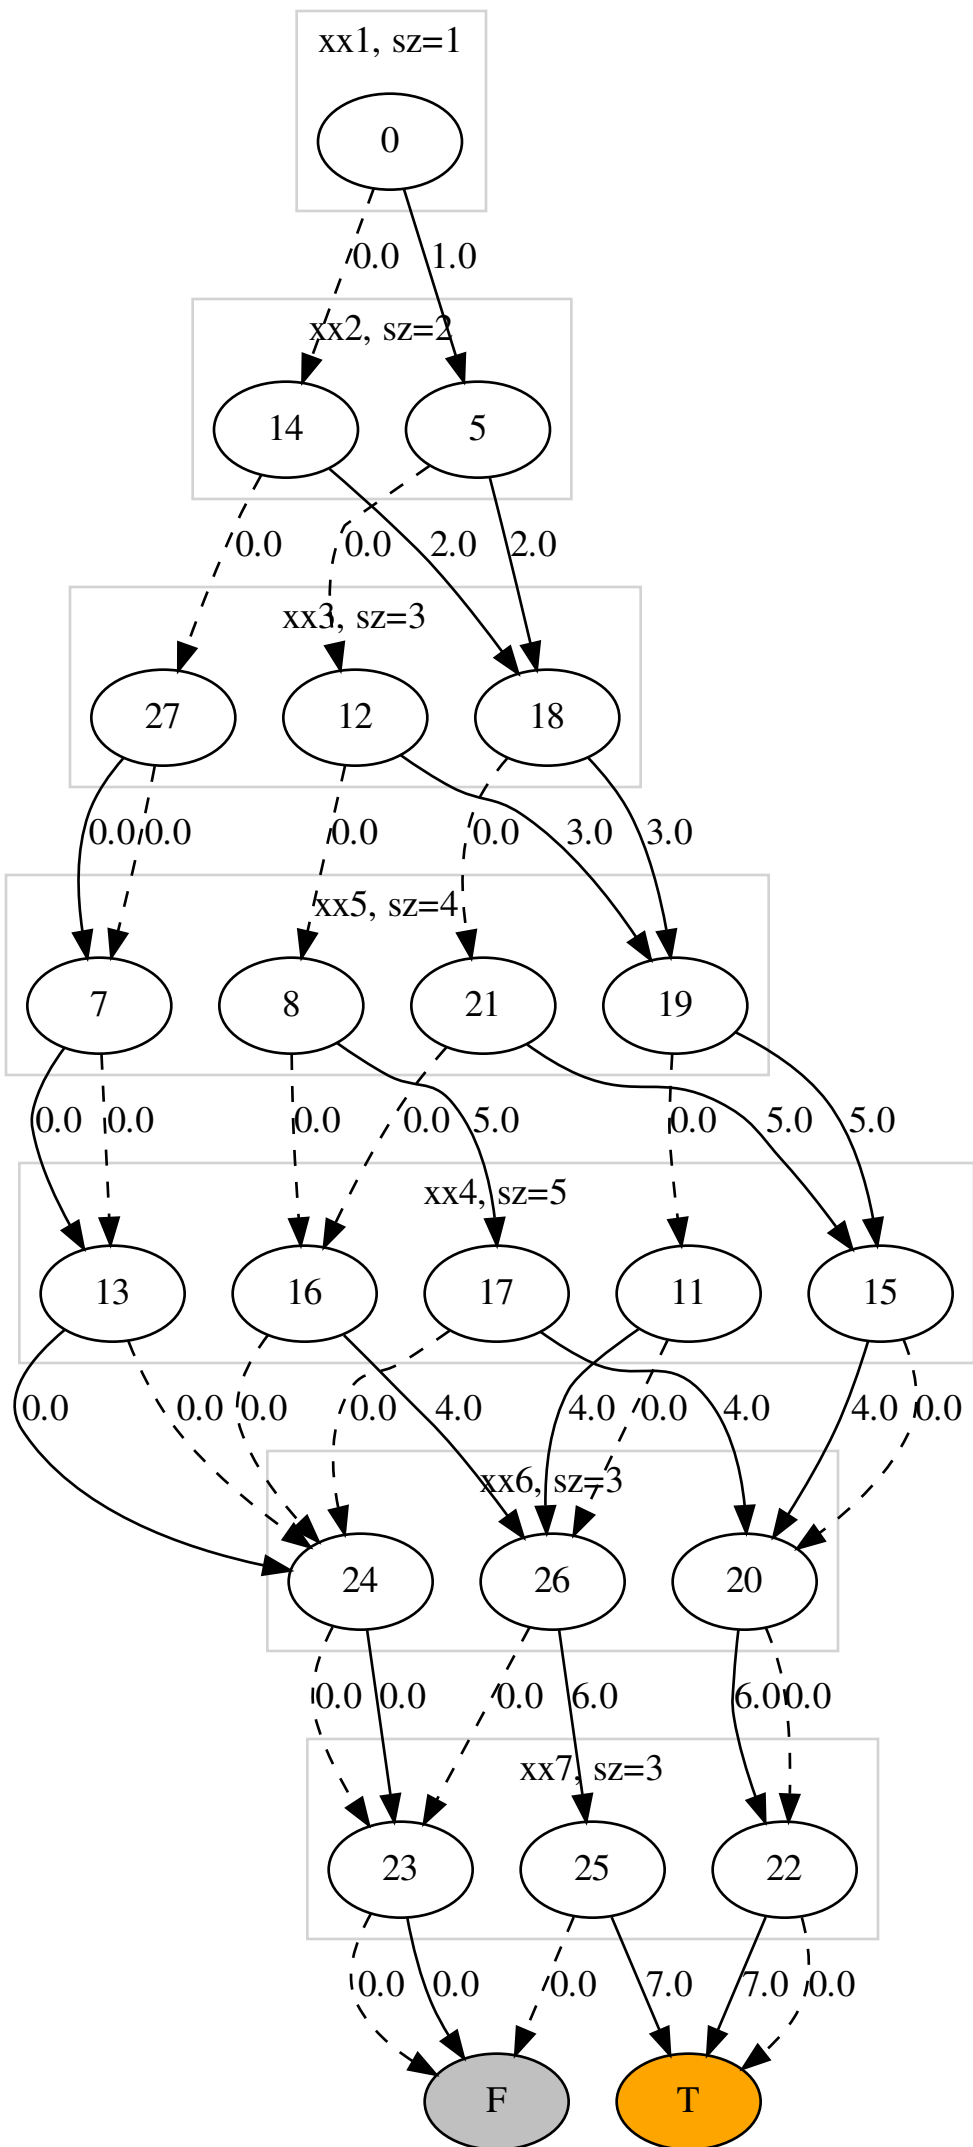 xx1, sz=1
0
0.0 1.0
xx2, sz=2
14 5
0.0 0.0 2.0 2.0
xx3, sz=3
27 12 18
0.0 0.0 0.0 0.0 3.0 3.0
xx5, sz=4
7 8 21 19
0.0 0.0 0.0 0.0 5.0 0.0 5.0 5.0
xx4, sz=5
13 16 17 11 15
0.0 0.0 0.0 0.0 4.0 4.0 0.0 4.0 4.0 0.0
xx6, sz=3
24 26 20
0.0 0.0 0.0 6.0 6.0 0.0
xx7, sz=3
23 25 22
0.0 0.0 0.0 7.0 7.0 0.0
F T